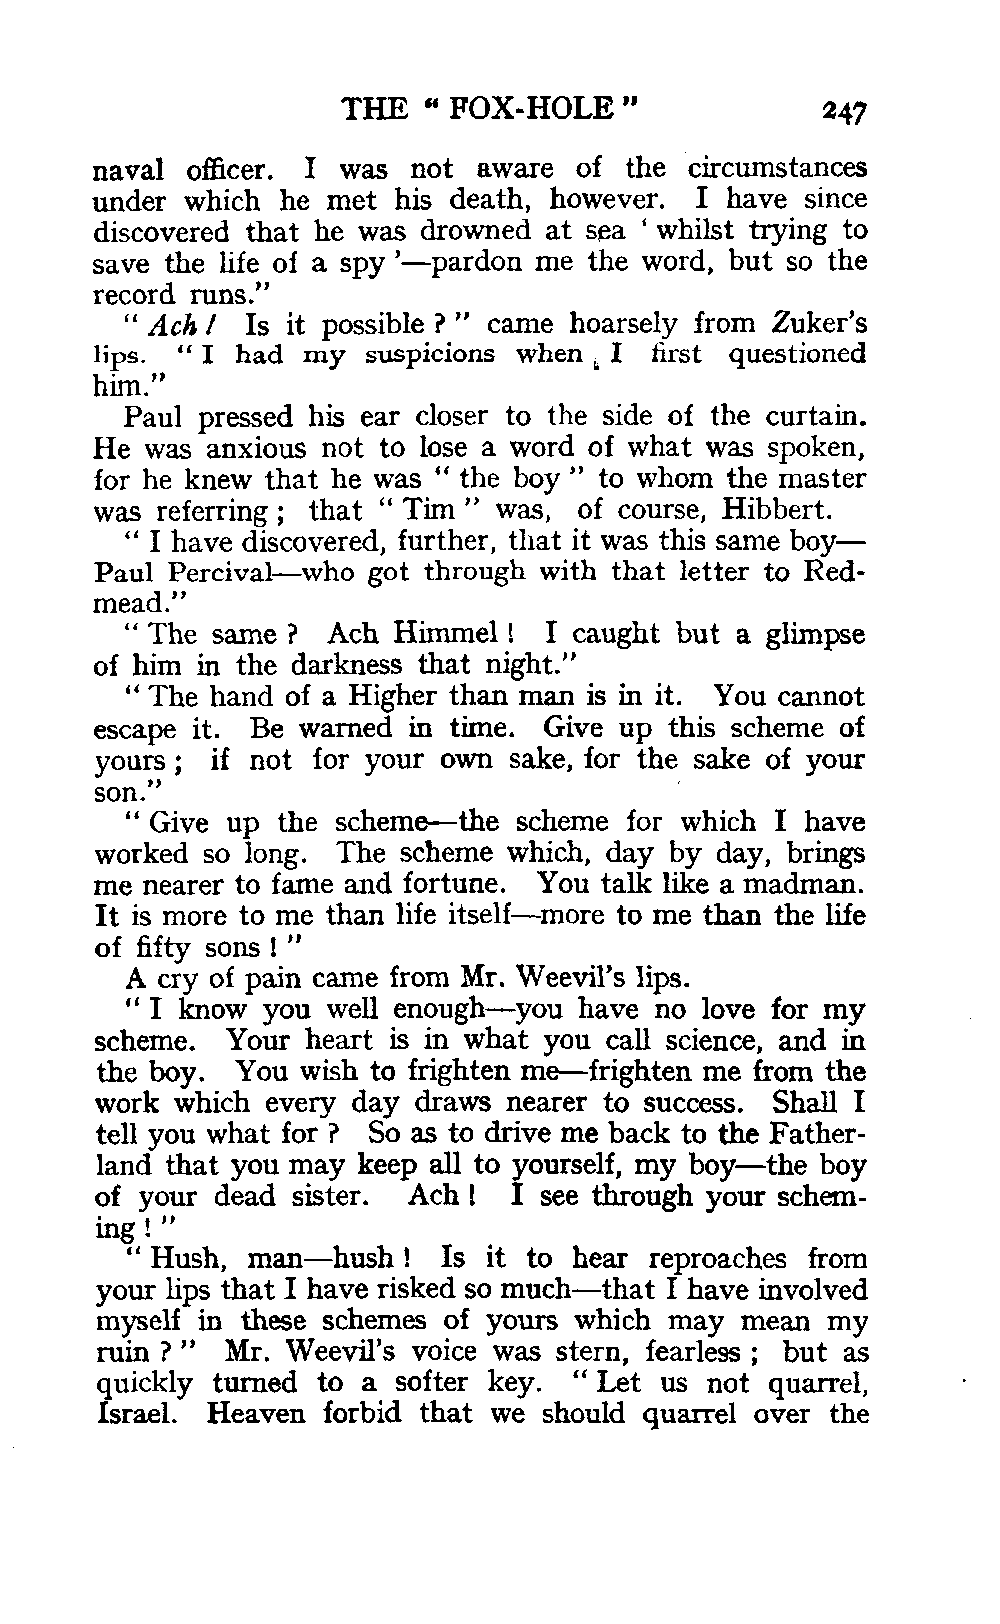 THE " FOX-HOLE " 247
naval officer. I was not aware of the circumstances
under which he met his death, however. I have since
discovered that he was drowned at sea ' whilst trying to
save the life of a spy '—pardon me the word, but so the
record runs."
" Ach ! Is it possible ? " came hoarsely from Zuker's
lips. " I had my suspicions when I first questioned
him."
Paul pressed his ear closer to the side of the curtain.
He was anxious not to lose a word of what was spoken,
for he knew that he was " the boy " to whom the master
was referring ; that " Tim " was, of course, Hibbert.
" I have discovered, further, that it was this same boy—
Paul Percival—who got through with that letter to Red-
mead."
" The same ? Ach Himmel ! I caught but a glimpse
of him in the darkness that night."
" The hand of a Higher than man is in it. You cannot
escape it. Be warned in time. Give up this scheme of
yours ; if not for your own sake, for the sake of your
son."
" Give up the scheme—the scheme for which I have
worked so long. The scheme which, day by day, brings
me nearer to fame and fortune. You talk like a madman.
It is more to me than life itself—more to me than the life
of fifty sons ! "
A cry of pain came from Mr. Weevil's lips.
" I know you well enough—you have no love for my
scheme. Your heart is in what you call science, and in
the boy. You wish to frighten me—frighten me from the
work which every day draws nearer to success. Shall I
tell you what for ? So as to drive me back to the Father-
land that you may keep all to yourself, my boy—the boy
of your dead sister. Ach ! I see through your schem-
ing ! "
" Hush, man—hush ! Is it to hear reproaches from
your lips that I have risked so much—that I have involved
myself in these schemes of yours which may mean my
ruin ? " Mr. Weevil's voice was stern, fearless ; but as
quickly turned to a softer key. " Let us not quarrel,
Israel. Heaven forbid that we should quarrel over the